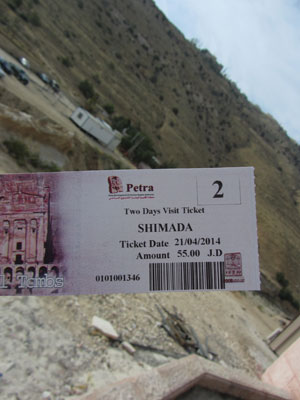 Petra
2
Two Days Visit Ticket
SHIMADA
Ticket Date 21/04/2014
Amount 55.00 J.D
0101001346
l Tombs